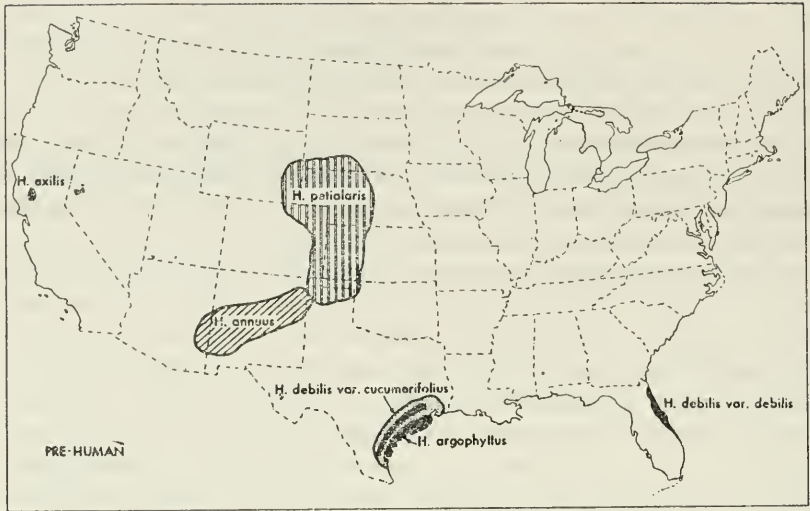 H. axilis
H. petiolaris
H. annuus
H. debilis var. cucumerifolius
H. argophyllus
H. debilis var. debilis
PRE-HUMAN